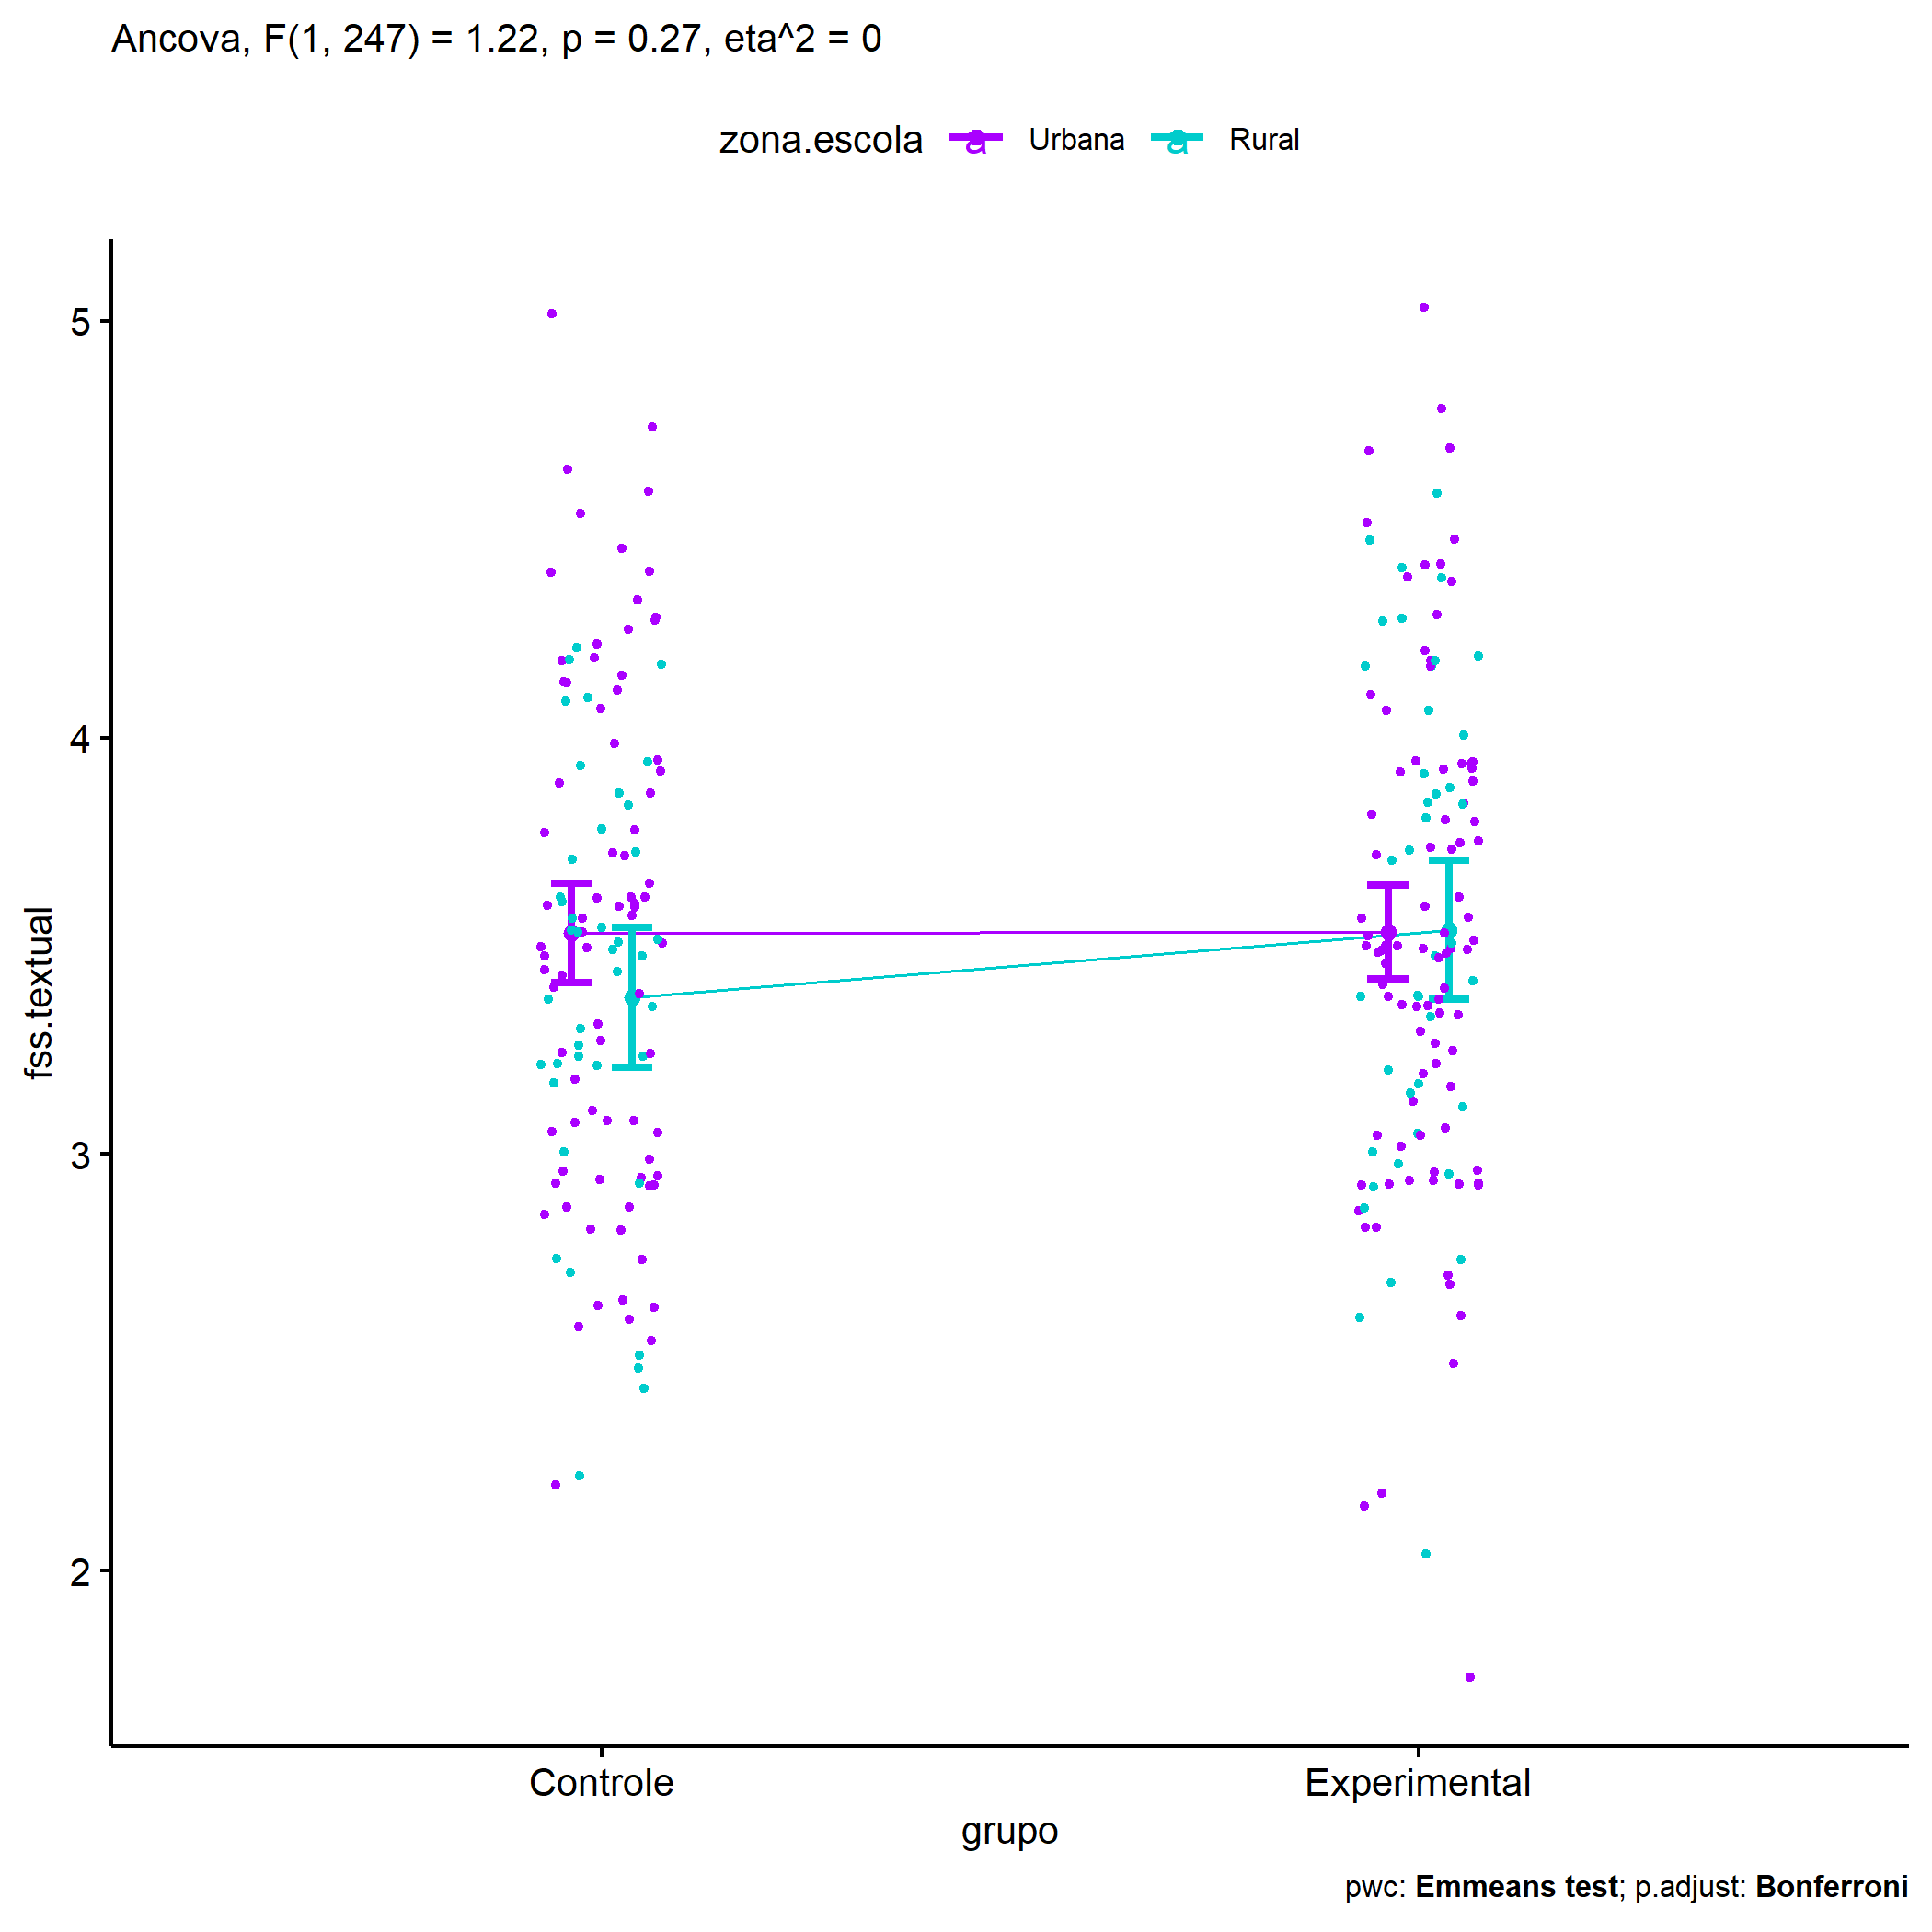 Ancova, F(1, 247) = 1.22, p = 0.27, eta^2 = 0
zona.escola a Urbana a Rural
5
4
3
2
fss.textual
Controle Experimental
grupo
pwc: Emmeans test; p.adjust: Bonferroni